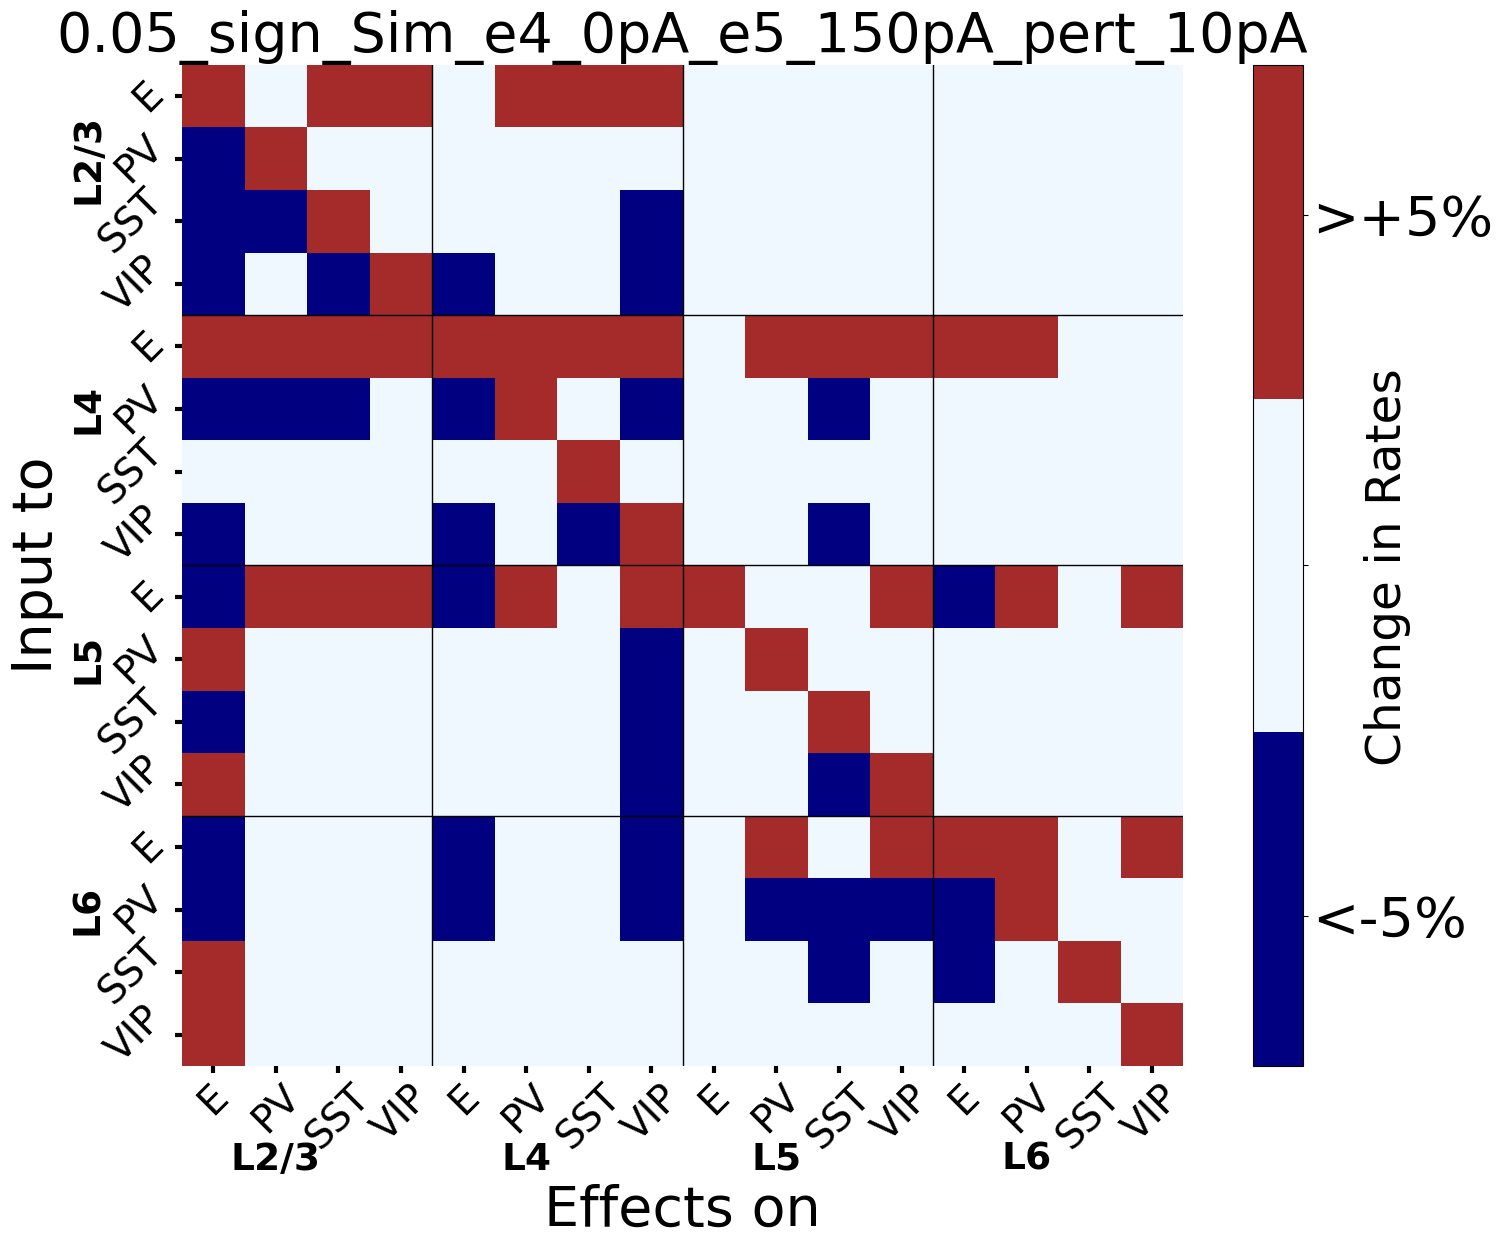 0.05_sign_Sim_e4_0pA_e5_150pA_pert_10pA
Input to
L2/3
E
PV
SST
VIP
L4
E
PV
SST
VIP
L5
E
PV
SST
VIP
L6
E
PV
SST
VIP
E PV SST VIP E PV SST VIP E PV SST VIP E PV SST VIP
L2/3 L4 L5 L6
Effects on
>+5%
<-5%
Change in Rates